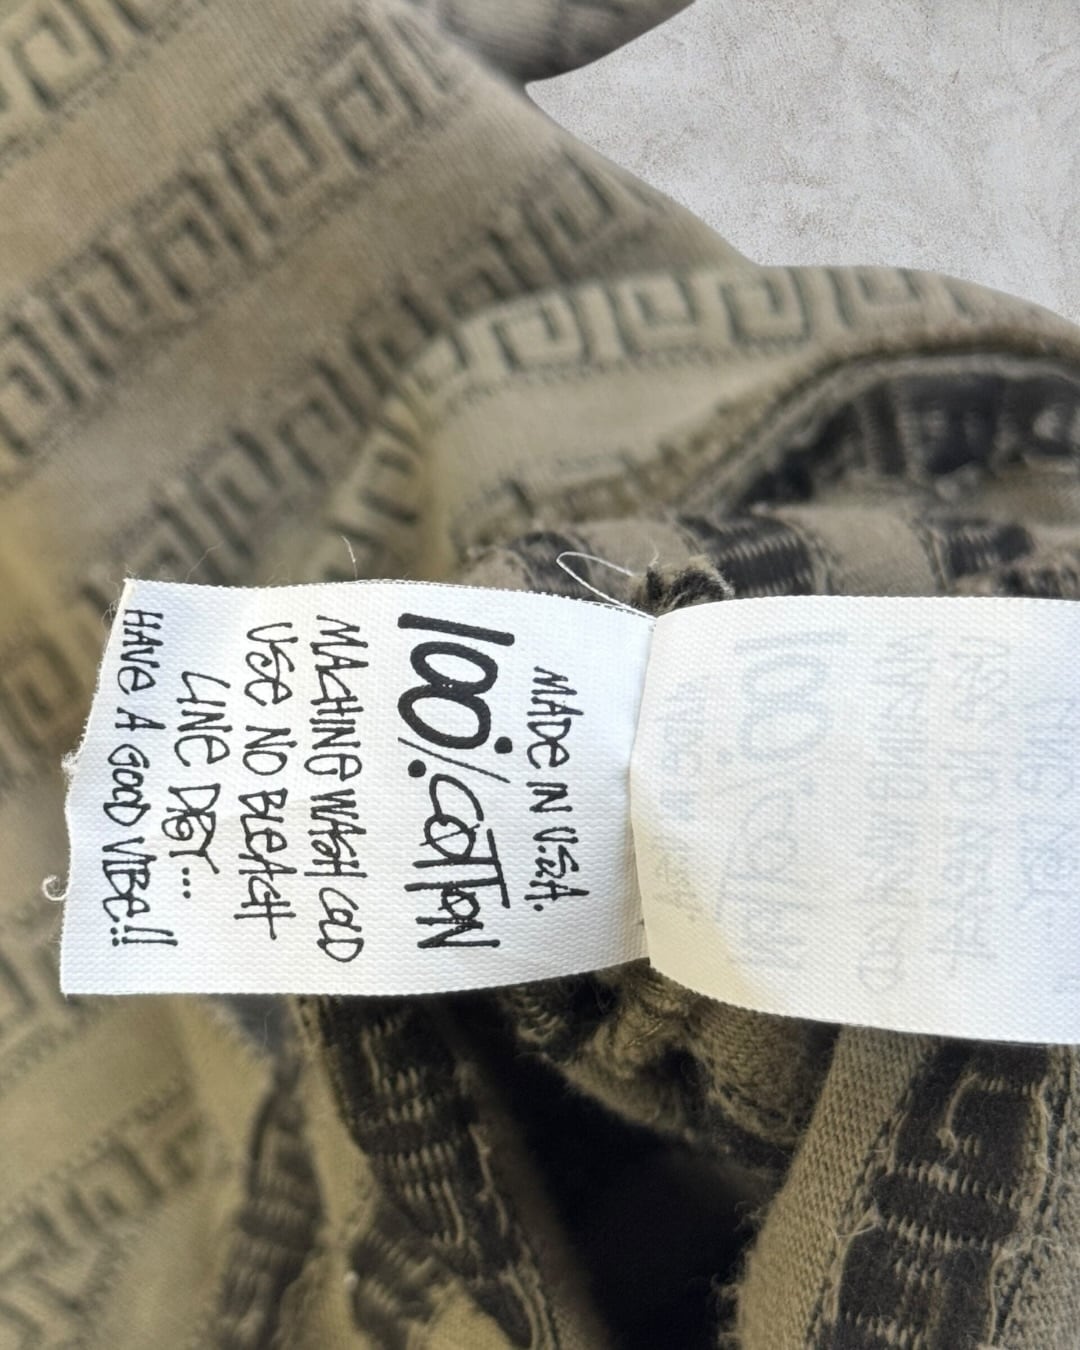 MADE IN U.S.A.
100% COTTON
MACHINE WASH COLD
USE NO BLEACH
LINE DRY...
HAVE A GOOD VIBE!!